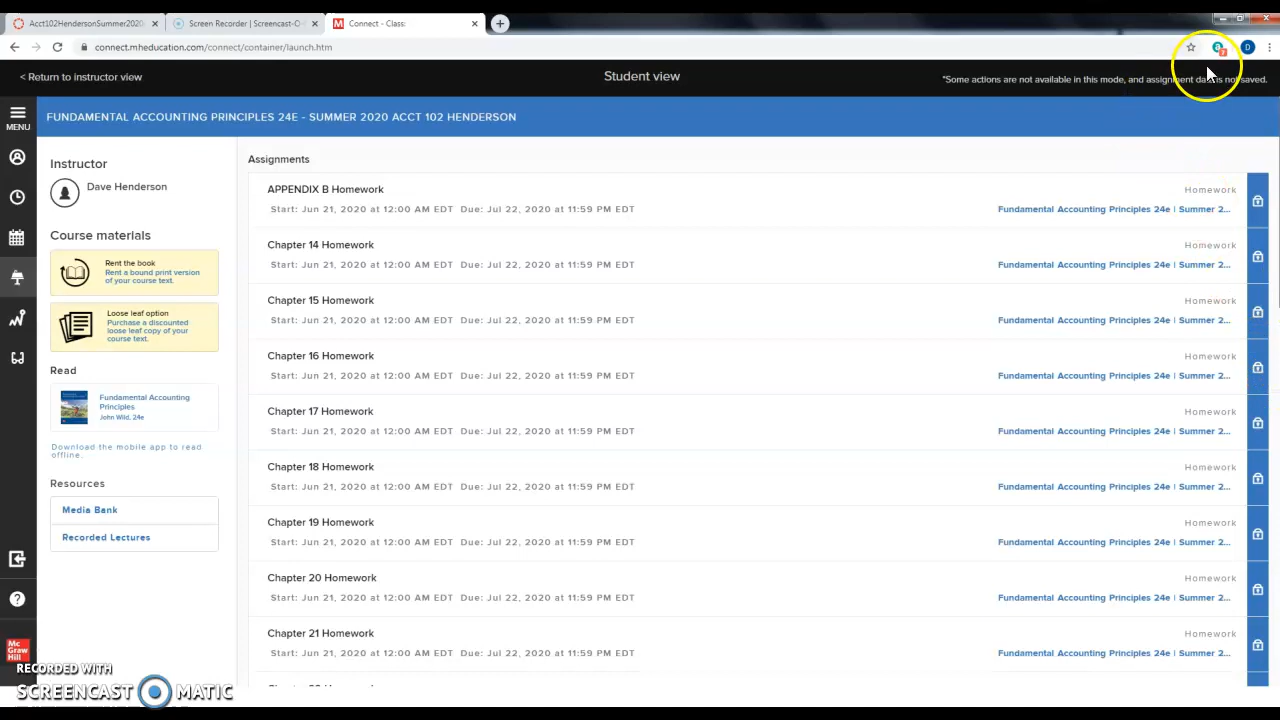 Acct102HendersonSummer2020
Screen Recorder | Screencast-O-
Connect - Class:
connect.mheducation.com/connect/container/launch.htm
D
< Return to instructor view
Student view
*Some actions are not available in this mode, and assignment data is not saved.
MENU
FUNDAMENTAL ACCOUNTING PRINCIPLES 24E - SUMMER 2020 ACCT 102 HENDERSON
Instructor
Dave Henderson
Course materials
Rent the book
Rent a bound print version
of your course text.
Loose leaf option
Purchase a discounted
loose leaf copy of your
course text.
Read
Fundamental Accounting
Principles
John Wild, 24e
Download the mobile app to read
offline.
Resources
Media Bank
Recorded Lectures
Assignments
APPENDIX B Homework
Homework
Start: Jun 21, 2020 at 12:00 AM EDT Due: Jul 22, 2020 at 11:59 PM EDT
Fundamental Accounting Principles 24e | Summer 2...
Chapter 14 Homework
Homework
Start: Jun 21, 2020 at 12:00 AM EDT Due: Jul 22, 2020 at 11:59 PM EDT
Fundamental Accounting Principles 24e | Summer 2...
Chapter 15 Homework
Homework
Start: Jun 21, 2020 at 12:00 AM EDT Due: Jul 22, 2020 at 11:59 PM EDT
Fundamental Accounting Principles 24e | Summer 2...
Chapter 16 Homework
Homework
Start: Jun 21, 2020 at 12:00 AM EDT Due: Jul 22, 2020 at 11:59 PM EDT
Fundamental Accounting Principles 24e | Summer 2...
Chapter 17 Homework
Homework
Start: Jun 21, 2020 at 12:00 AM EDT Due: Jul 22, 2020 at 11:59 PM EDT
Fundamental Accounting Principles 24e | Summer 2...
Chapter 18 Homework
Homework
Start: Jun 21, 2020 at 12:00 AM EDT Due: Jul 22, 2020 at 11:59 PM EDT
Fundamental Accounting Principles 24e | Summer 2...
Chapter 19 Homework
Homework
Start: Jun 21, 2020 at 12:00 AM EDT Due: Jul 22, 2020 at 11:59 PM EDT
Fundamental Accounting Principles 24e | Summer 2...
Chapter 20 Homework
Homework
Start: Jun 21, 2020 at 12:00 AM EDT Due: Jul 22, 2020 at 11:59 PM EDT
Fundamental Accounting Principles 24e | Summer 2...
Chapter 21 Homework
Homework
Start: Jun 21, 2020 at 12:00 AM EDT Due: Jul 22, 2020 at 11:59 PM EDT
Fundamental Accounting Principles 24e | Summer 2...
Mc
Graw
Hill
RECORDED WITH
SCREENCAST MATIC